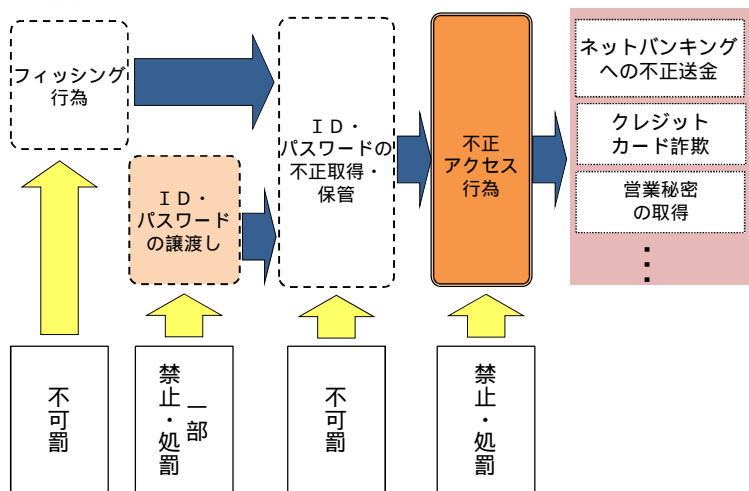 フィッシング
行為
ＩＤ・
パスワード
の譲渡し
ＩＤ・
パスワードの
不正取得・
保管
不正
アクセス
行為
ネットバンキング
への不正送金
クレジット
カード詐欺
営業秘密
の取得
・・・
不可罰
一部
禁止・処罰
不可罰
禁止・処罰